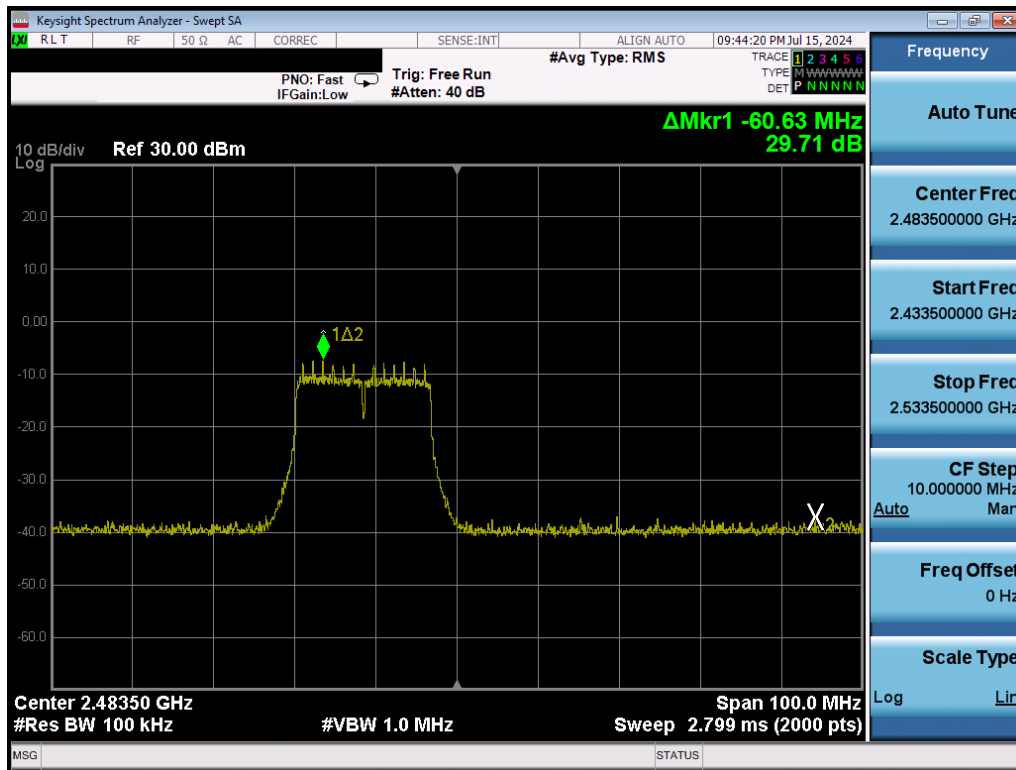 Keysight Spectrum Analyzer - Swept SA
LXI RLT RF 50 Ω AC CORREC SENSE:INT ALIGN AUTO 09:44:20 PM Jul 15, 2024
PNO: Fast
IFGain:Low
Trig: Free Run
#Atten: 40 dB
#Avg Type: RMS
TRACE 1 2 3 4 5 6
TYPE M WWWWW
DET P N N N N N
ΔMkr1 -60.63 MHz
29.71 dB
10 dB/div Ref 30.00 dBm
Log
20.0
10.0
0.00
1Δ2
-10.0
-20.0
-30.0
X2
-40.0
-50.0
-60.0
Center 2.48350 GHz Span 100.0 MHz
#Res BW 100 kHz #VBW 1.0 MHz Sweep 2.799 ms (2000 pts)
MSG STATUS
Frequency
Auto Tune
Center Freq
2.483500000 GHz
Start Freq
2.433500000 GHz
Stop Freq
2.533500000 GHz
CF Step
10.000000 MHz
Auto Man
Freq Offset
0 Hz
Scale Type
Log Lin